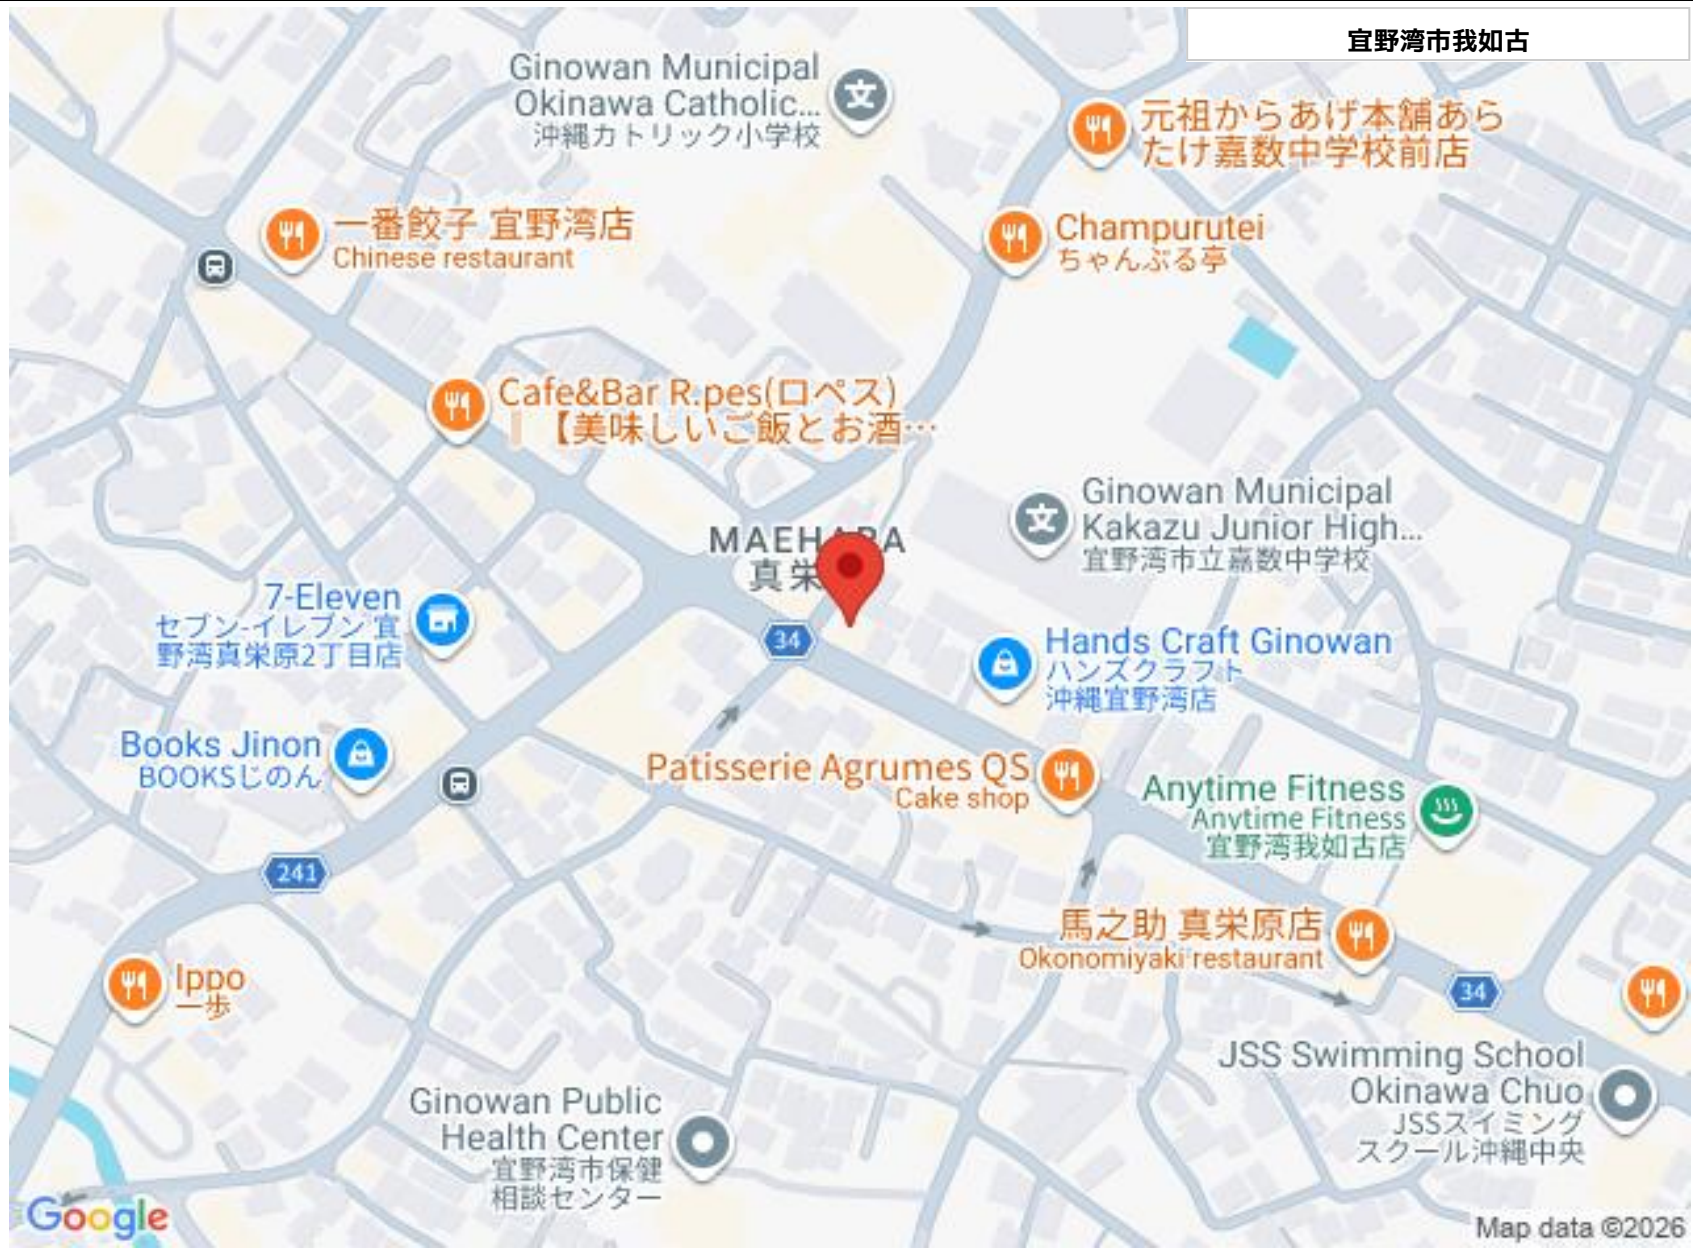 宜野湾市我如古
Ginowan Municipal
Okinawa Catholic...
沖縄カトリック小学校
元祖からあげ本舗あら
たけ嘉数中学校前店
一番餃子 宜野湾店
Chinese restaurant
Champurutei
ちゃんぷる亭
Cafe&Bar R.pes(ロペス)
【美味しいご飯とお酒…
Ginowan Municipal
Kakazu Junior High...
宜野湾市立嘉数中学校
MAEHARA
真栄
7-Eleven
セブン-イレブン 宜
野湾真栄原2丁目店
34
Hands Craft Ginowan
ハンズクラフト
沖縄宜野湾店
Books Jinon
BOOKSじのん
Patisserie Agrumes QS
Cake shop
Anytime Fitness
Anytime Fitness
宜野湾我如古店
241
馬之助 真栄原店
Okonomiyaki restaurant
Ippo
一歩
34
JSS Swimming School
Okinawa Chuo
JSSスイミング
スクール沖縄中央
Ginowan Public
Health Center
宜野湾市保健
相談センター
Google
Map data ©2026